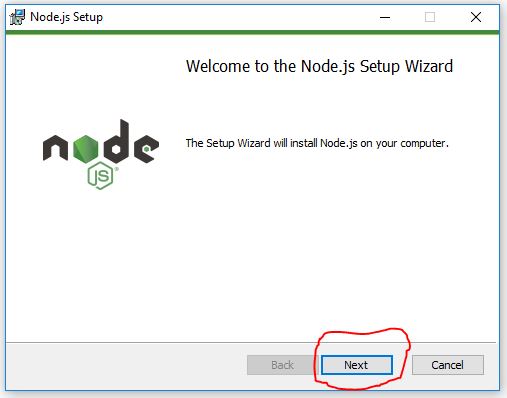 Node.js Setup
Welcome to the Node.js Setup Wizard
The Setup Wizard will install Node.js on your computer.
node
JS
Back
Next
Cancel